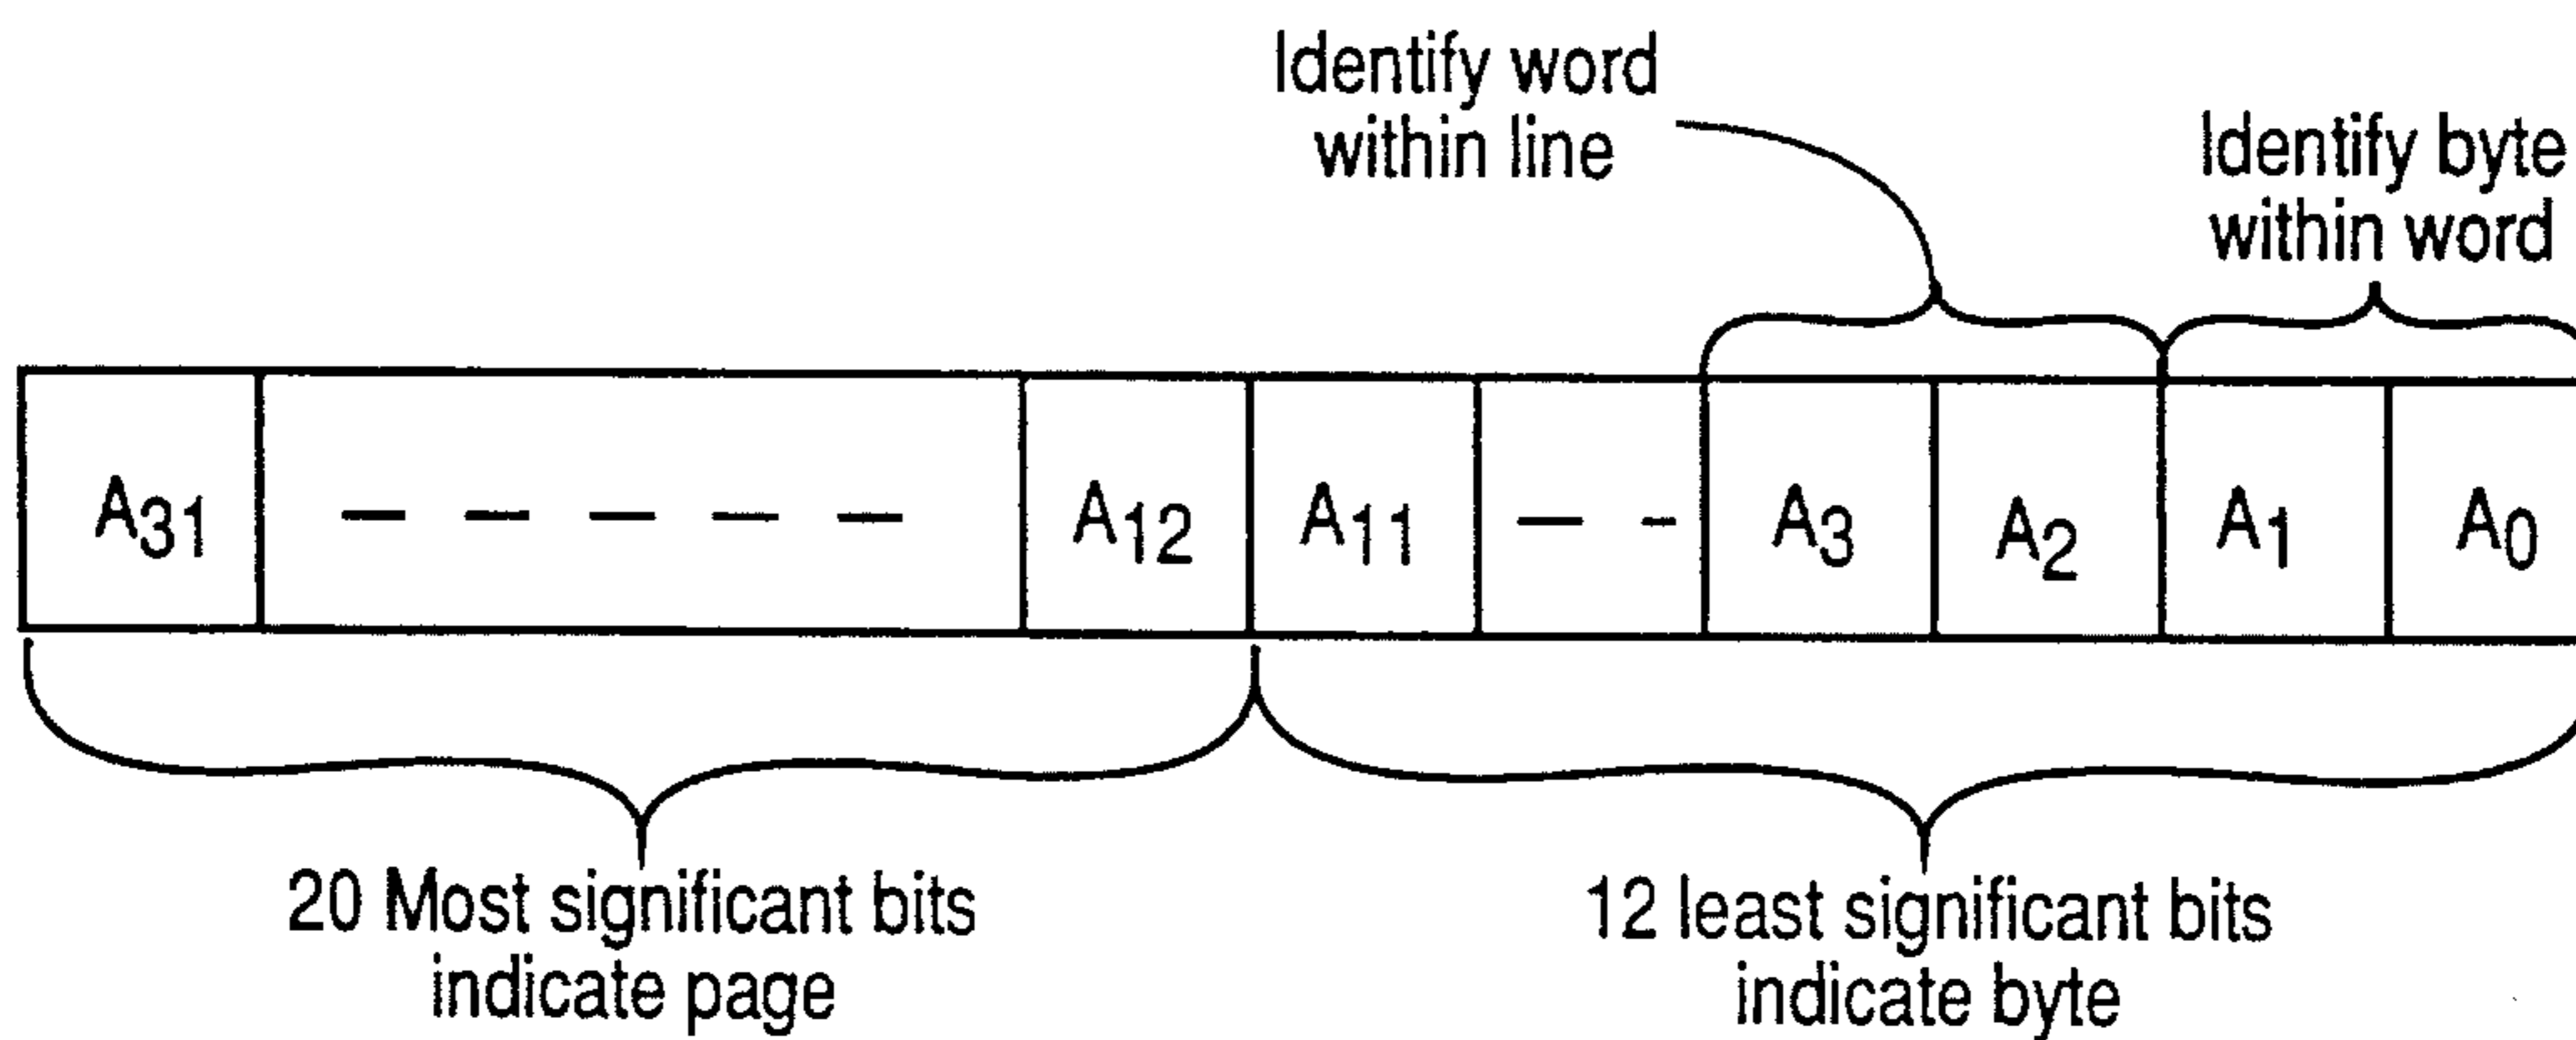 Identify word
within line
Identify byte
within word
A31 — — — — — A12 A11 — - A3 A2 A1 A0
20 Most significant bits
indicate page
12 least significant bits
indicate byte